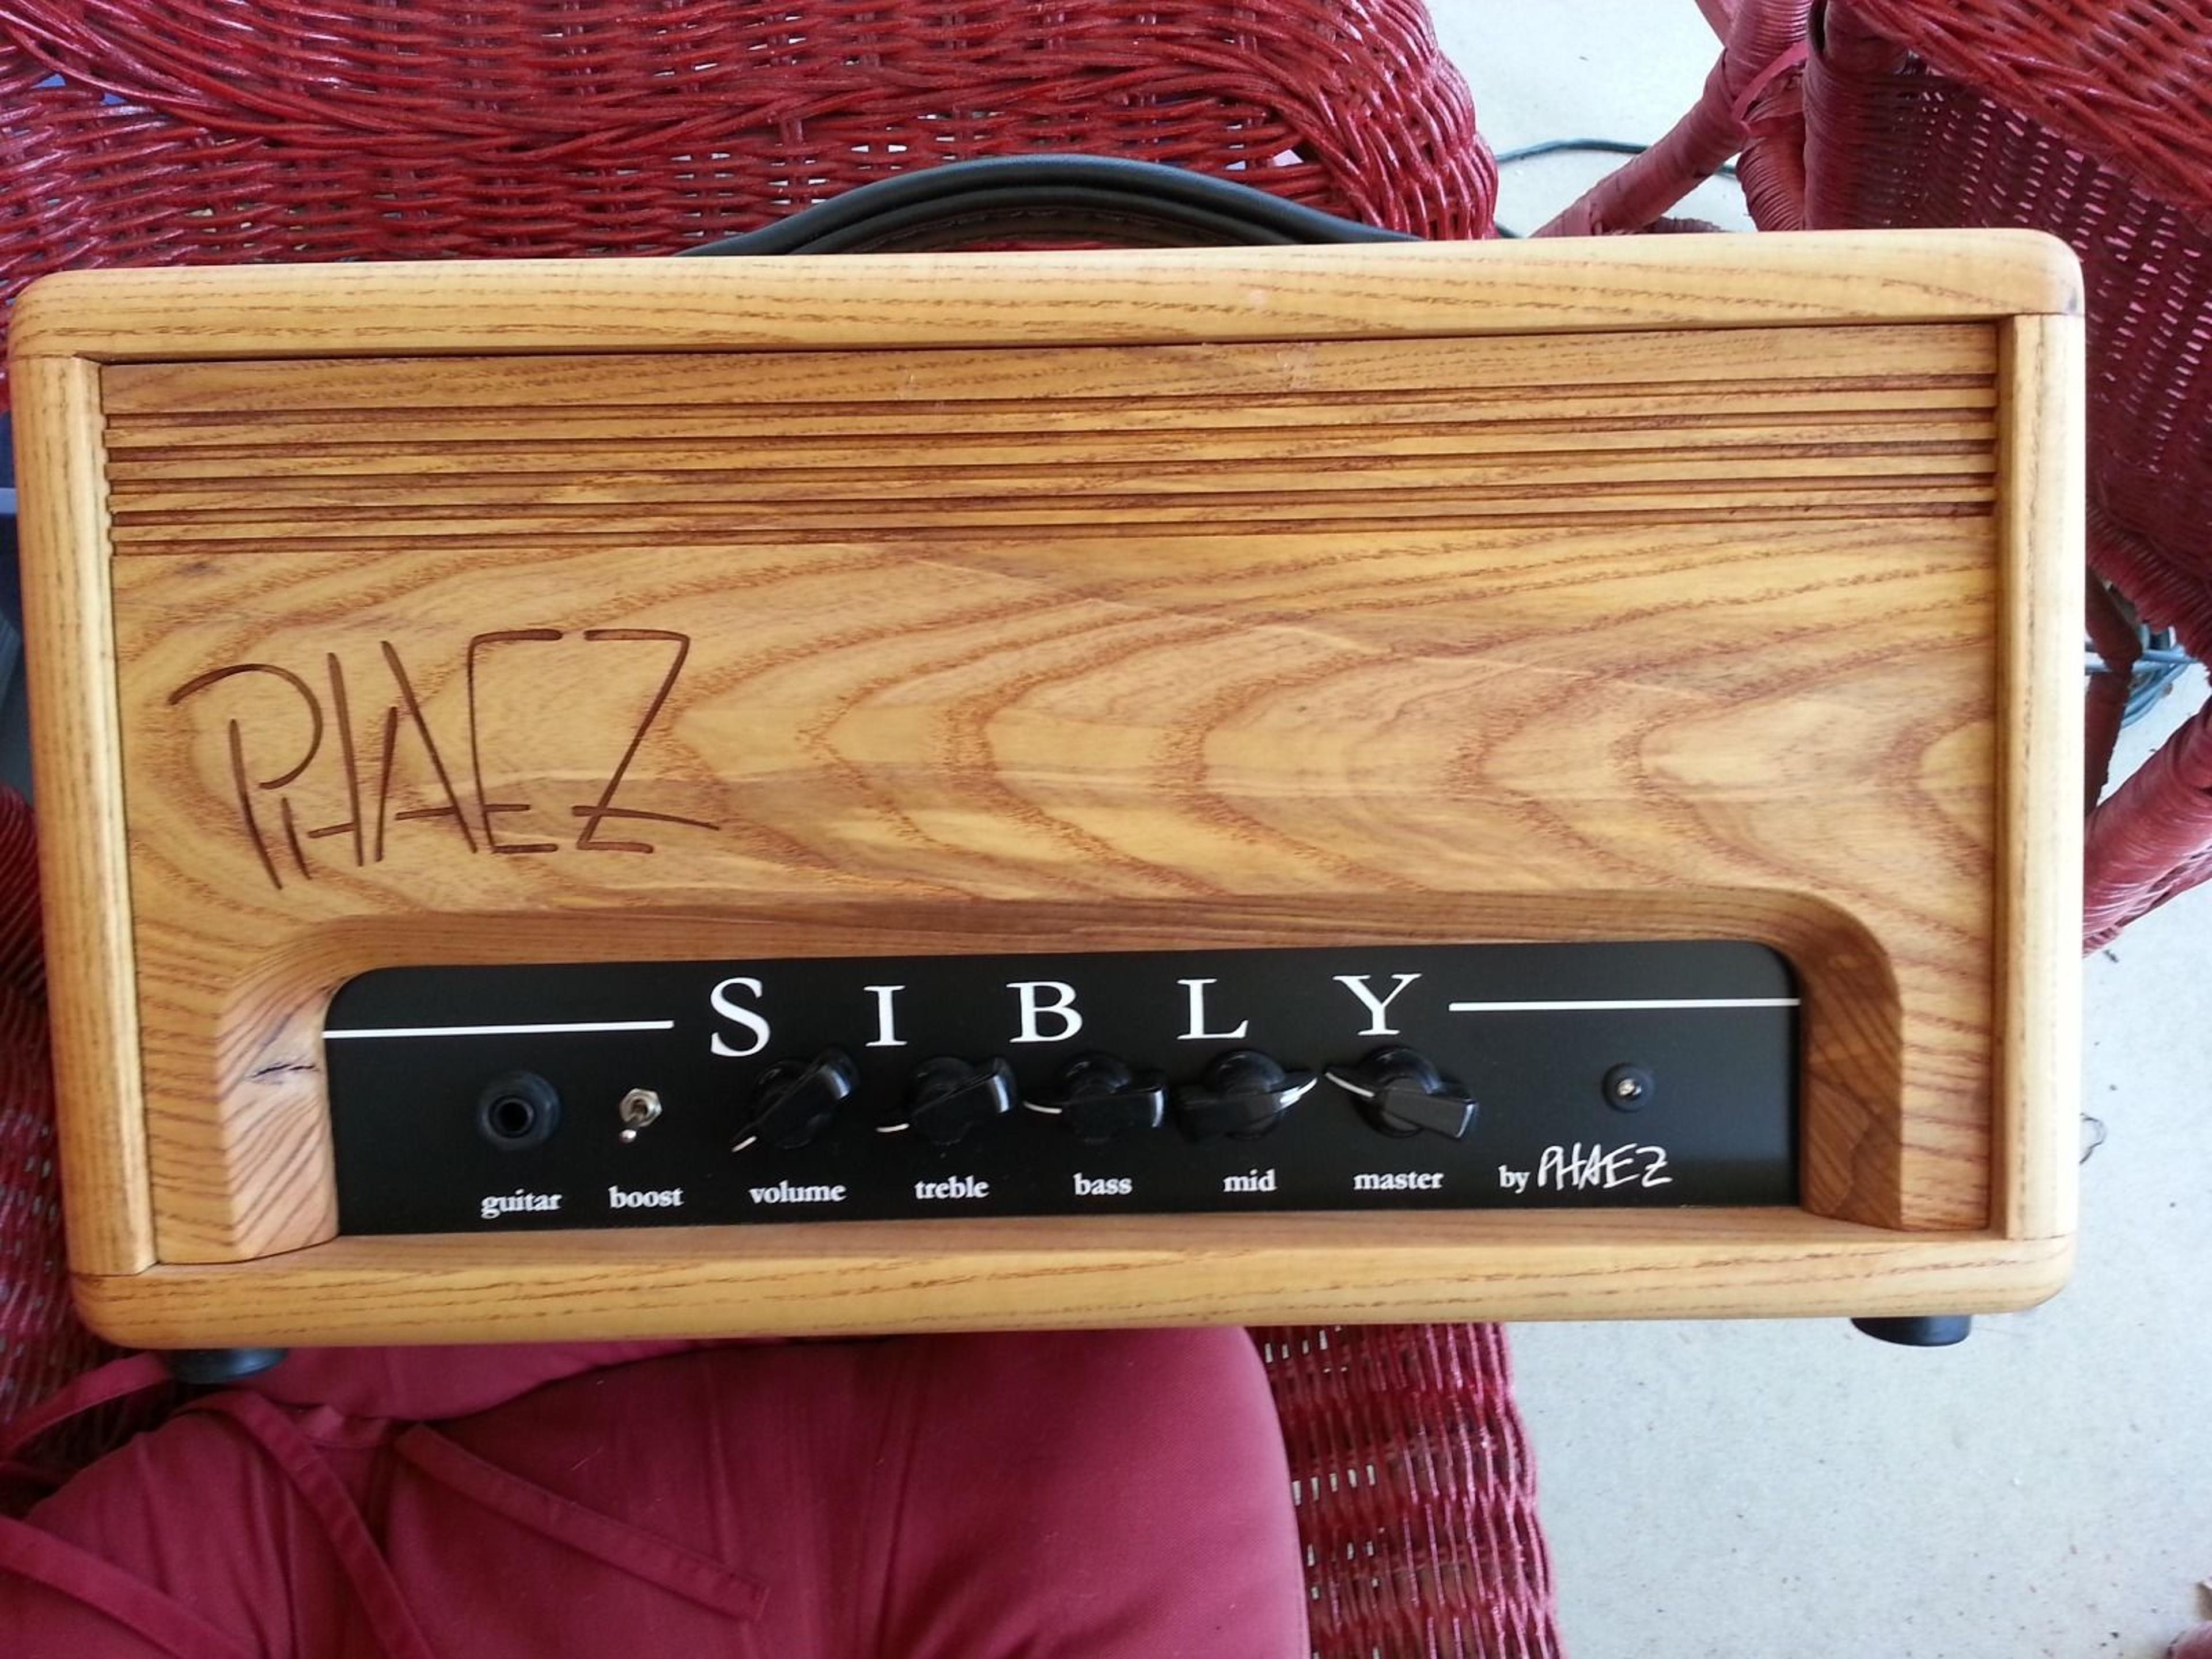 PHAEZ
SIBLY
guitar boost volume treble bass mid master by PHAEZ